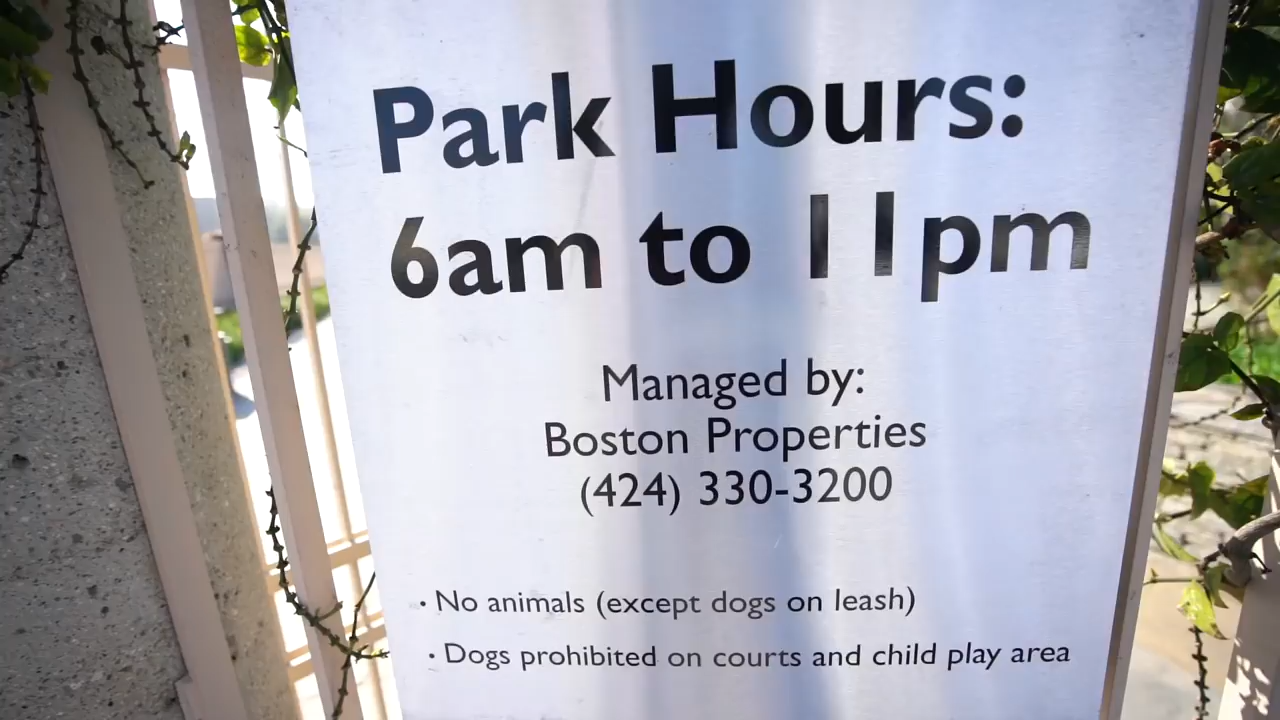 Park Hours:
6am to 11pm
Managed by:
Boston Properties
(424) 330-3200
• No animals (except dogs on leash)
• Dogs prohibited on courts and child play area